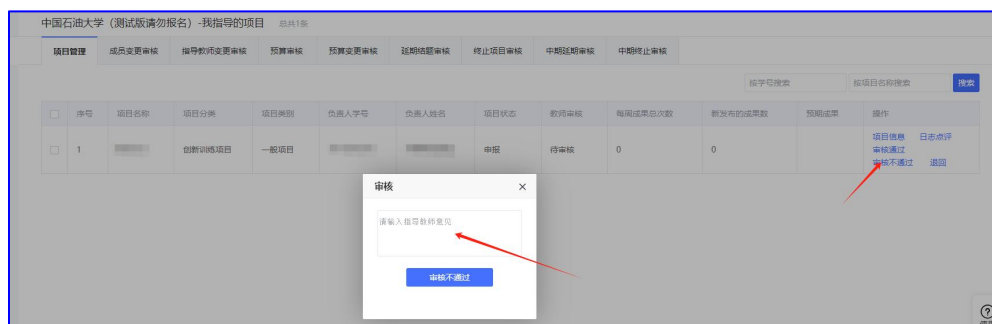 中国石油大学（测试版请勿报名）-我指导的项目 总共1条
项目管理 成员变更审核 指导教师变更审核 预算审核 预算变更审核 延期结题审核 终止项目审核 中期延期审核 中期终止审核
按学号搜索 按项目名称搜索 搜索
序号 项目名称 项目分类 项目类别 负责人学号 负责人姓名 项目状态 教师审核 每周成果总次数 新发布的成果数 预期成果 操作
1 创新训练项目 一般项目 申报 待审核 0 0 项目信息 日志点评
审核通过
审核不通过 退回
审核 ×
请输入指导教师意见
审核不通过